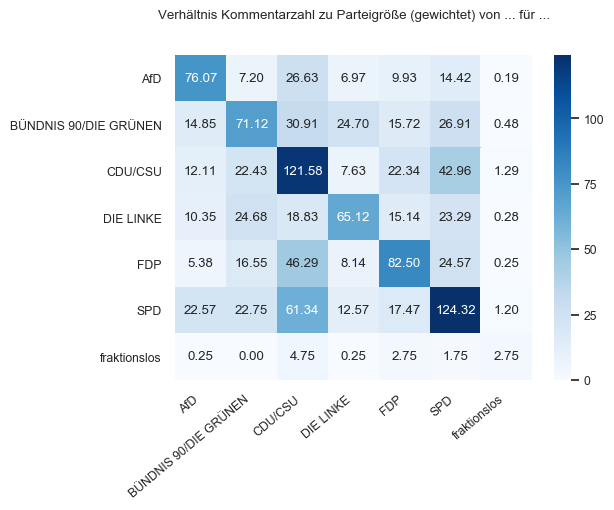 Verhältnis Kommentarzahl zu Parteigröße (gewichtet) von ... für ...
AfD 76.07 7.20 26.63 6.97 9.93 14.42 0.19
BÜNDNIS 90/DIE GRÜNEN 14.85 71.12 30.91 24.70 15.72 26.91 0.48
CDU/CSU 12.11 22.43 121.58 7.63 22.34 42.96 1.29
DIE LINKE 10.35 24.68 18.83 65.12 15.14 23.29 0.28
FDP 5.38 16.55 46.29 8.14 82.50 24.57 0.25
SPD 22.57 22.75 61.34 12.57 17.47 124.32 1.20
fraktionslos 0.25 0.00 4.75 0.25 2.75 1.75 2.75
AfD
BÜNDNIS 90/DIE GRÜNEN
CDU/CSU
DIE LINKE
FDP
SPD
fraktionslos
100
75
50
25
0